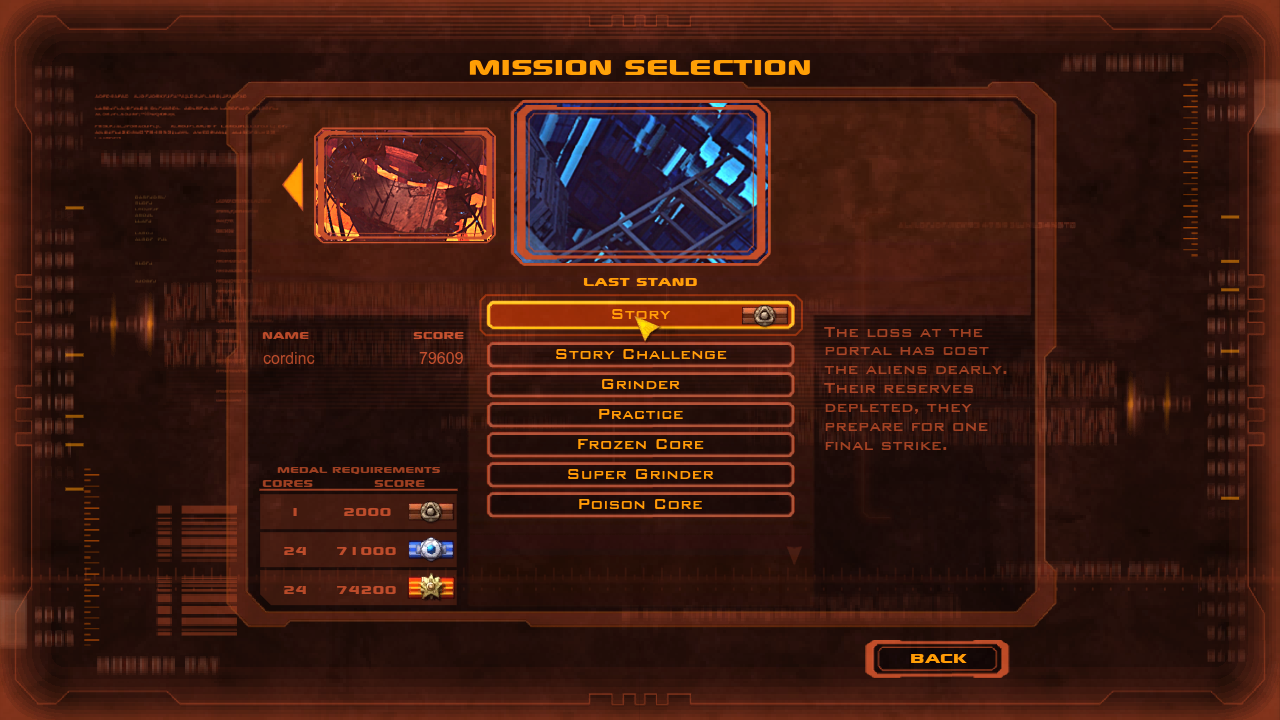 MISSION SELECTION
LAST STAND
NAME SCORE
cordinc 79609
MEDAL REQUIREMENTS
CORES SCORE
1 2000
24 71000
24 74200
STORY
STORY CHALLENGE
GRINDER
PRACTICE
FROZEN CORE
SUPER GRINDER
POISON CORE
THE LOSS AT THE
PORTAL HAS COST
THE ALIENS DEARLY.
THEIR RESERVES
DEPLETED, THEY
PREPARE FOR ONE
FINAL STRIKE.
BACK